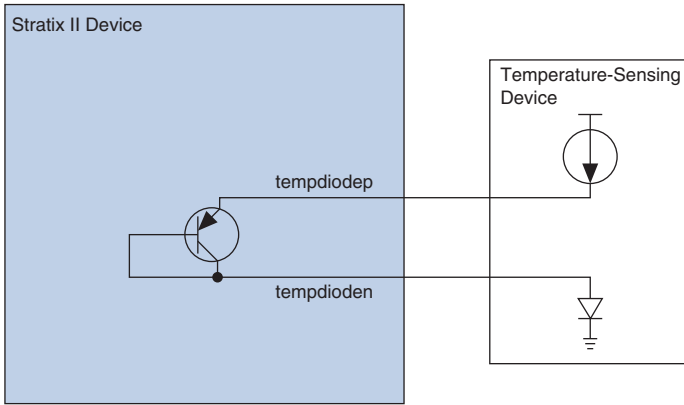 Stratix II Device
Temperature-Sensing
Device
tempdiodep
tempdioden